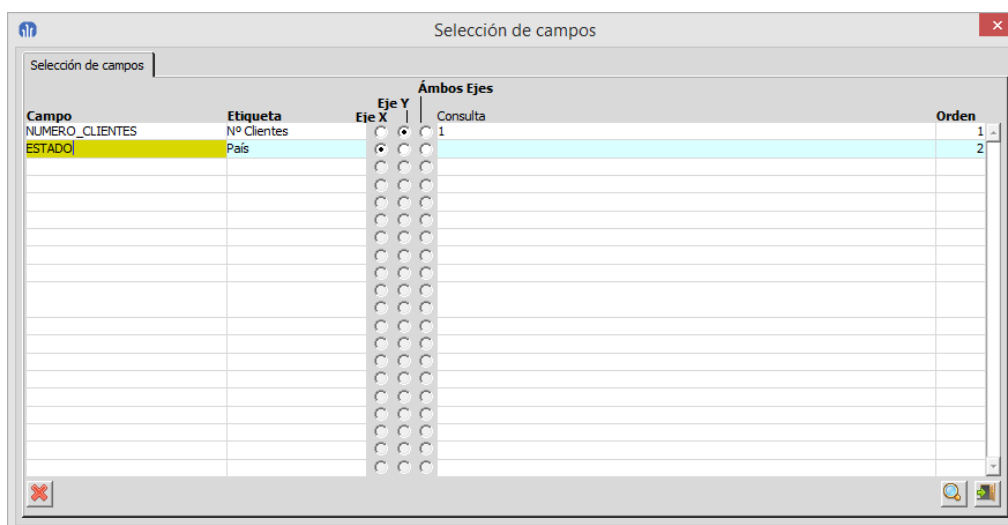 Selección de campos
Selección de campos
Ámbos Ejes
Eje Y
Campo Etiqueta Eje X Consulta Orden
NUMERO_CLIENTES Nº Clientes 1 1
ESTADO País 2